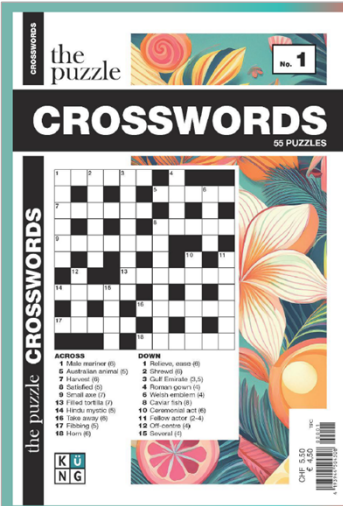 CROSSWORDS
the
puzzle
No. 1
CROSSWORDS
55 PUZZLES
the puzzle CROSSWORDS
ACROSS
1 Male mariner (6)
5 Australian animal (5)
7 Harvest (6)
8 Satisfied (5)
9 Small axe (7)
13 Filled tortilla (7)
14 Hindu mystic (5)
16 Take away (6)
17 Fibbing (5)
18 Horn (6)
DOWN
1 Relieve, ease (6)
2 Shrewd (6)
3 Gulf Emirate (3,5)
4 Roman gown (4)
6 Welsh emblem (4)
8 Caviar fish (8)
10 Ceremonial act (6)
11 Fellow actor (2-4)
12 Off-centre (4)
15 Several (4)
KÜNG
CHF 5.50
€ 4,50